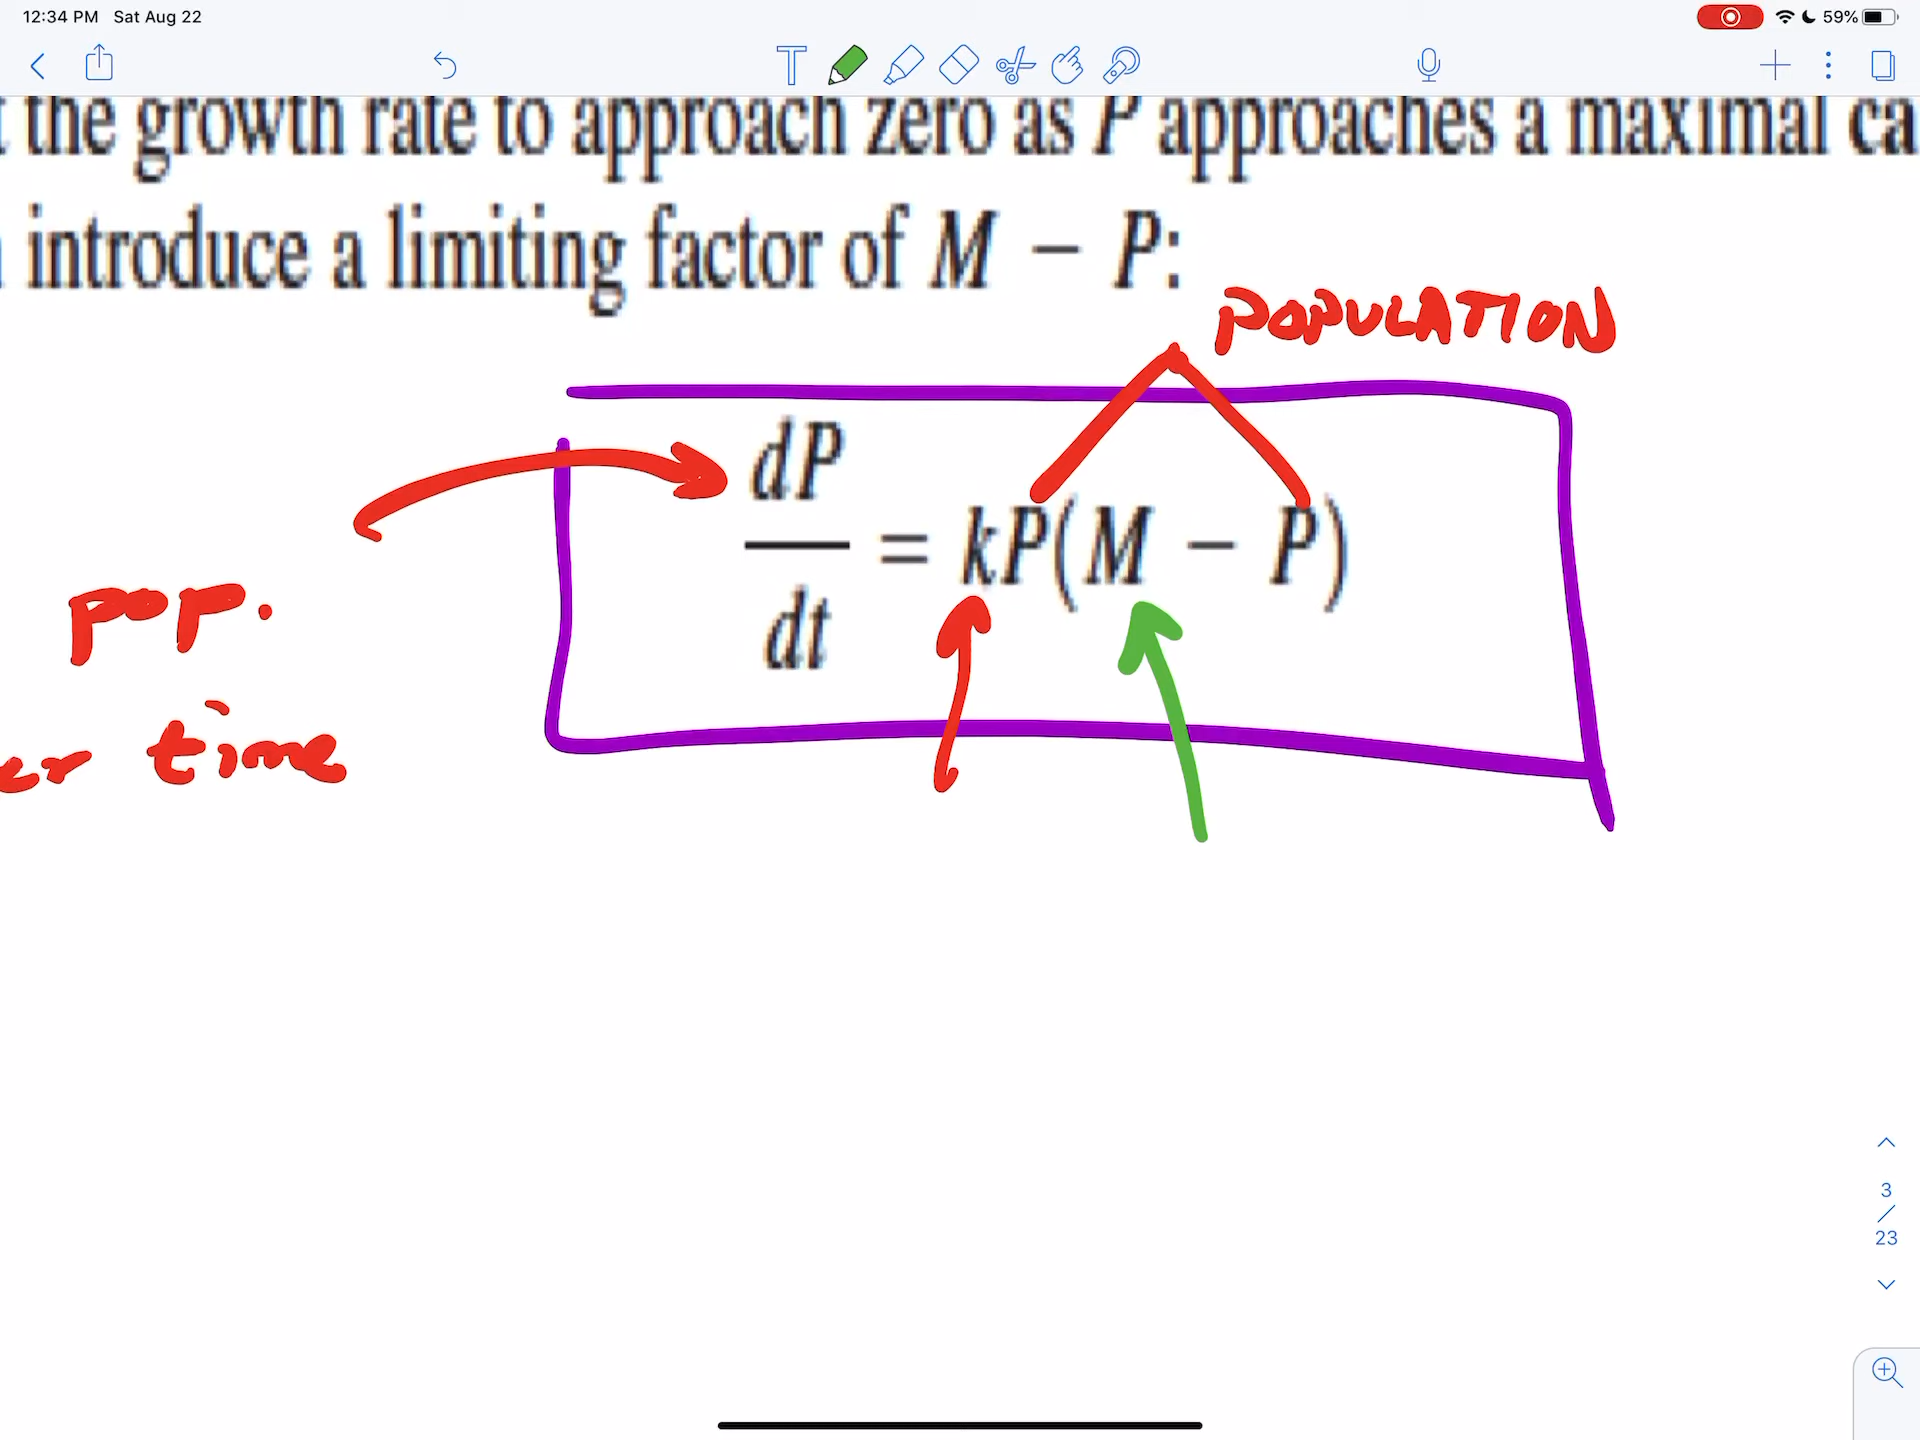 12:34 PM Sat Aug 22
59%
T
the growth rate to approach zero as P approaches a maximal ca
introduce a limiting factor of M − P:
POPULATION
dP/dt = kP(M − P)
pop.
er time
3
/
23